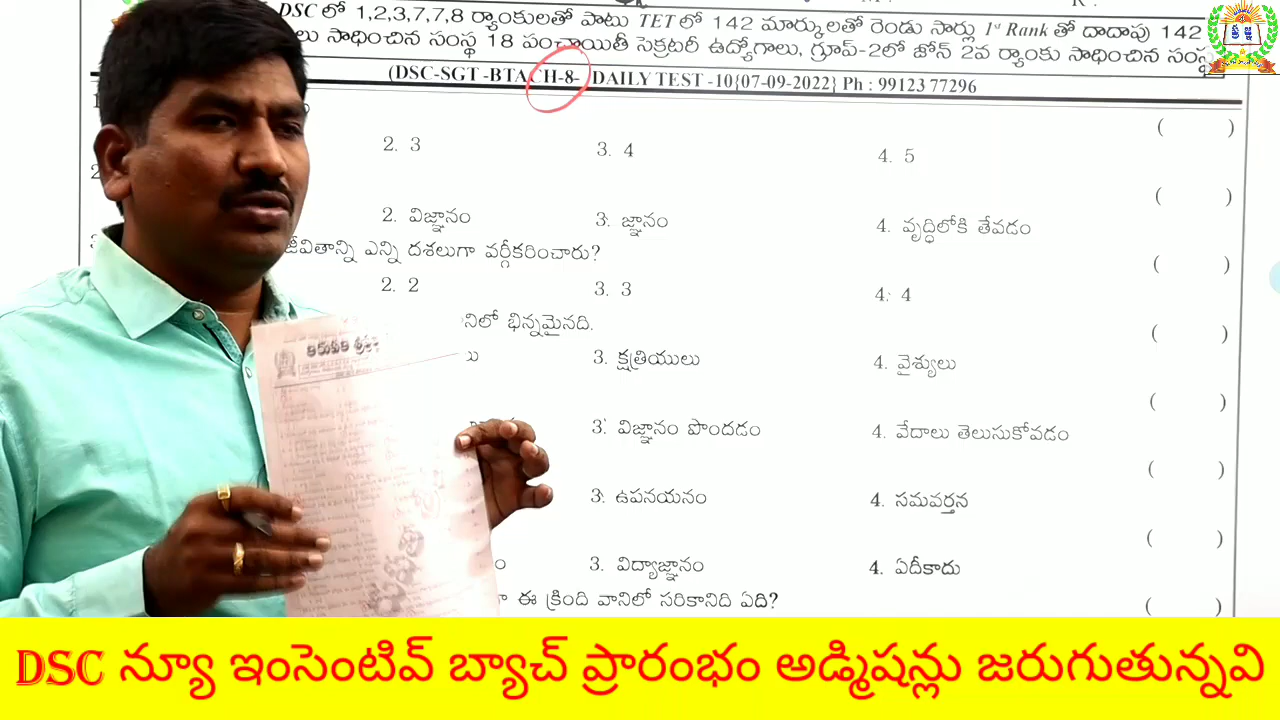 DSC లో 1,2,3,7,7,8 ర్యాంకులతో పాటు TET లో 142 మార్కులతో రెండు సార్లు 1st Rank తో దాదాపు 142
లు సాధించిన సంస్థ 18 పంచాయితీ సెక్రటరీ ఉద్యోగాలు, గ్రూప్-2లో జోన్ 2వ ర్యాంకు సాధించిన సంస్థ
(DSC-SGT -BTACH-8- DAILY TEST -10{07-09-2022} Ph : 99123 77296
( )
2. 3 3. 4 4. 5
( )
2. విజ్ఞానం 3. జ్ఞానం 4. వృద్ధిలోకి తేవడం
జీవితాన్ని ఎన్ని దశలుగా వర్గీకరించారు? ( )
2. 2 3. 3 4. 4
నిలో భిన్నమైనది. ( )
లు 3. క్షత్రియులు 4. వైశ్యులు
( )
3. విజ్ఞానం పొందడం 4. వేదాలు తెలుసుకోవడం
( )
3. ఉపనయనం 4. సమవర్తన
( )
3. విద్యాజ్ఞానం 4. ఏదీకాదు
ఈ క్రింది వానిలో సరికానిది ఏది? ( )
DSC న్యూ ఇంసెంటివ్ బ్యాచ్ ప్రారంభం అడ్మిషన్లు జరుగుతున్నవి